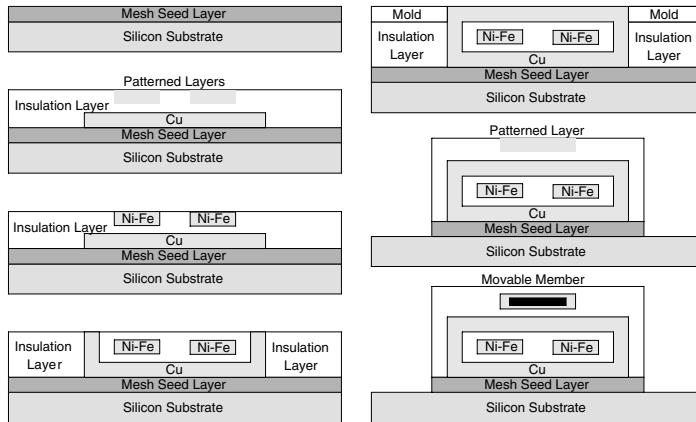 Mesh Seed Layer
Silicon Substrate
Patterned Layers
Insulation Layer
Cu
Mesh Seed Layer
Silicon Substrate
Ni-Fe Ni-Fe
Insulation Layer
Cu
Mesh Seed Layer
Silicon Substrate
Insulation
Layer
Ni-Fe Ni-Fe
Insulation
Layer
Cu
Mesh Seed Layer
Silicon Substrate
Mold Mold
Insulation
Layer
Ni-Fe Ni-Fe
Insulation
Layer
Cu
Mesh Seed Layer
Silicon Substrate
Patterned Layer
Ni-Fe Ni-Fe
Cu
Mesh Seed Layer
Silicon Substrate
Movable Member
Ni-Fe Ni-Fe
Cu
Mesh Seed Layer
Silicon Substrate